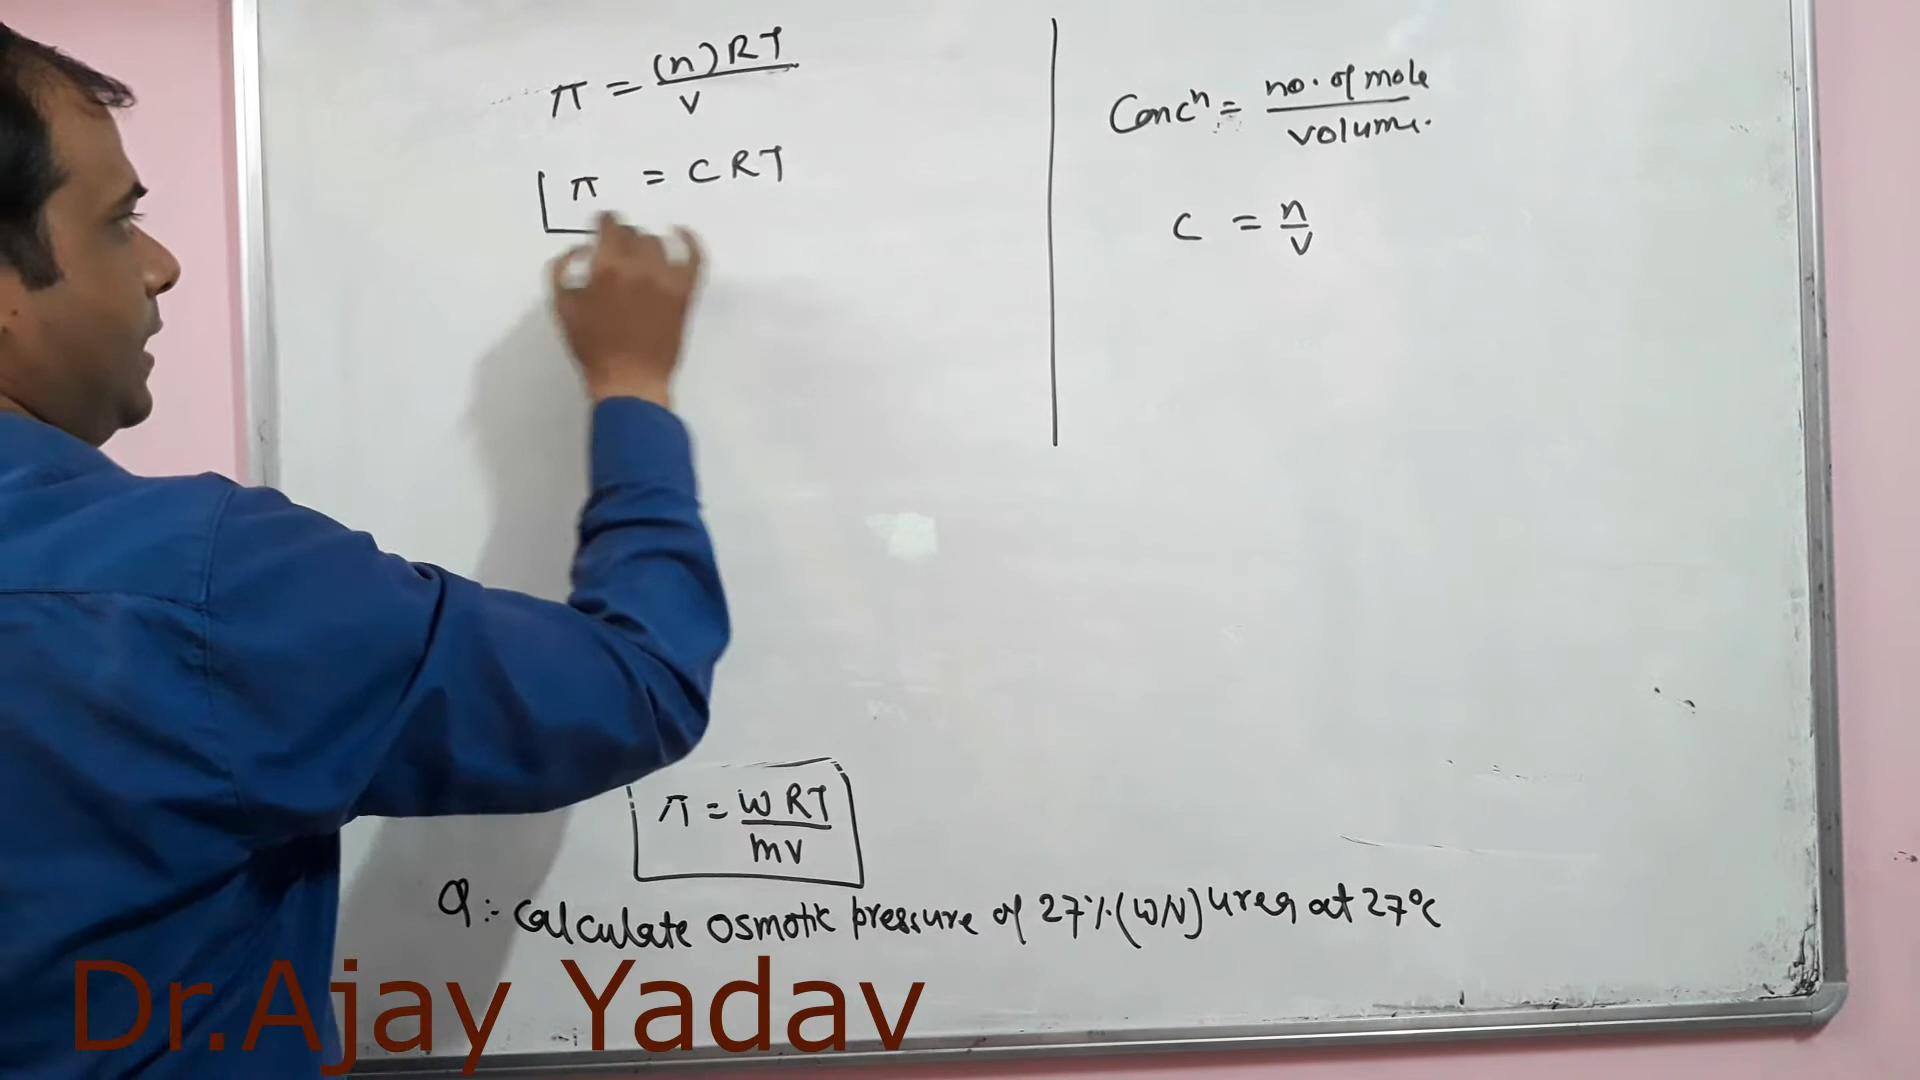 π = (n)RT / V
π = CRT
Concⁿ = no. of mole / volume.
C = n / V
π = W RT / mv
Q:- Calculate osmotic pressure of 27%(W/V) urea at 27°C
Dr.Ajay Yadav